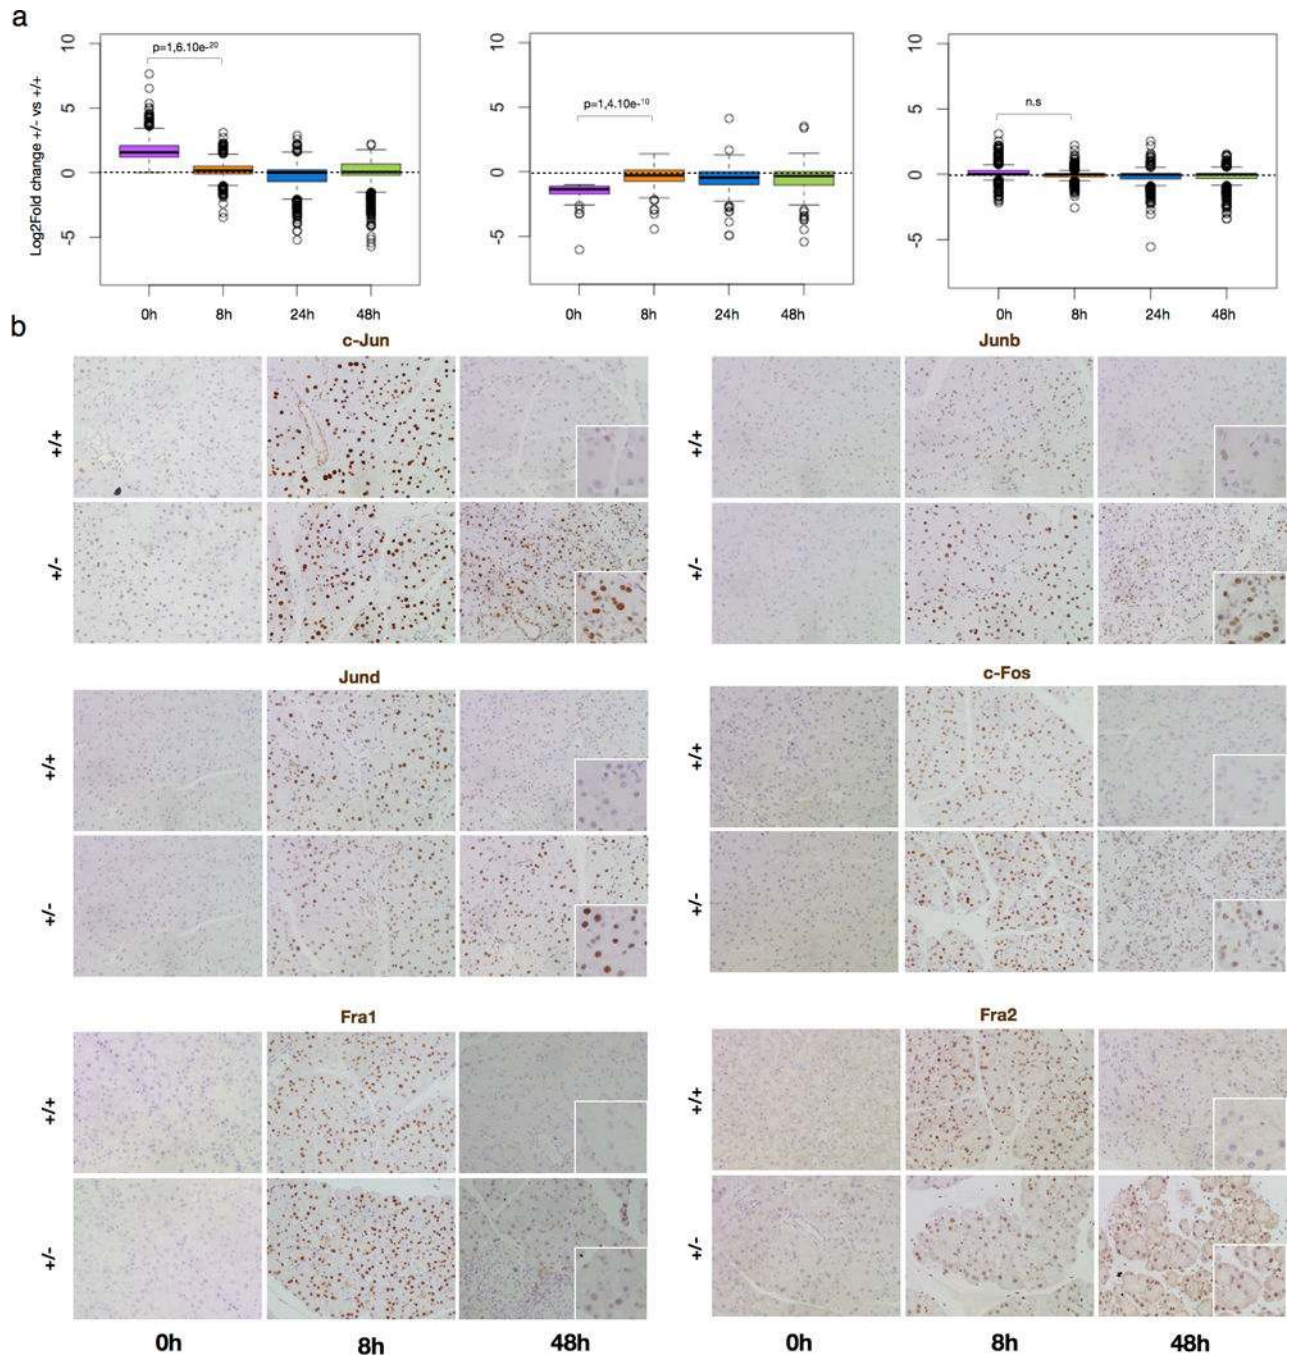 a
Log2Fold change +/- vs +/+
10
5
0
-5
p=1,6.10e-20
0h 8h 24h 48h
10
5
0
-5
p=1,4.10e-10
0h 8h 24h 48h
10
5
0
-5
n.s
0h 8h 24h 48h
b
c-Jun
+/+
+/-
Junb
+/+
+/-
Jund
+/+
+/-
c-Fos
+/+
+/-
Fra1
+/+
+/-
0h 8h 48h
Fra2
+/+
+/-
0h 8h 48h